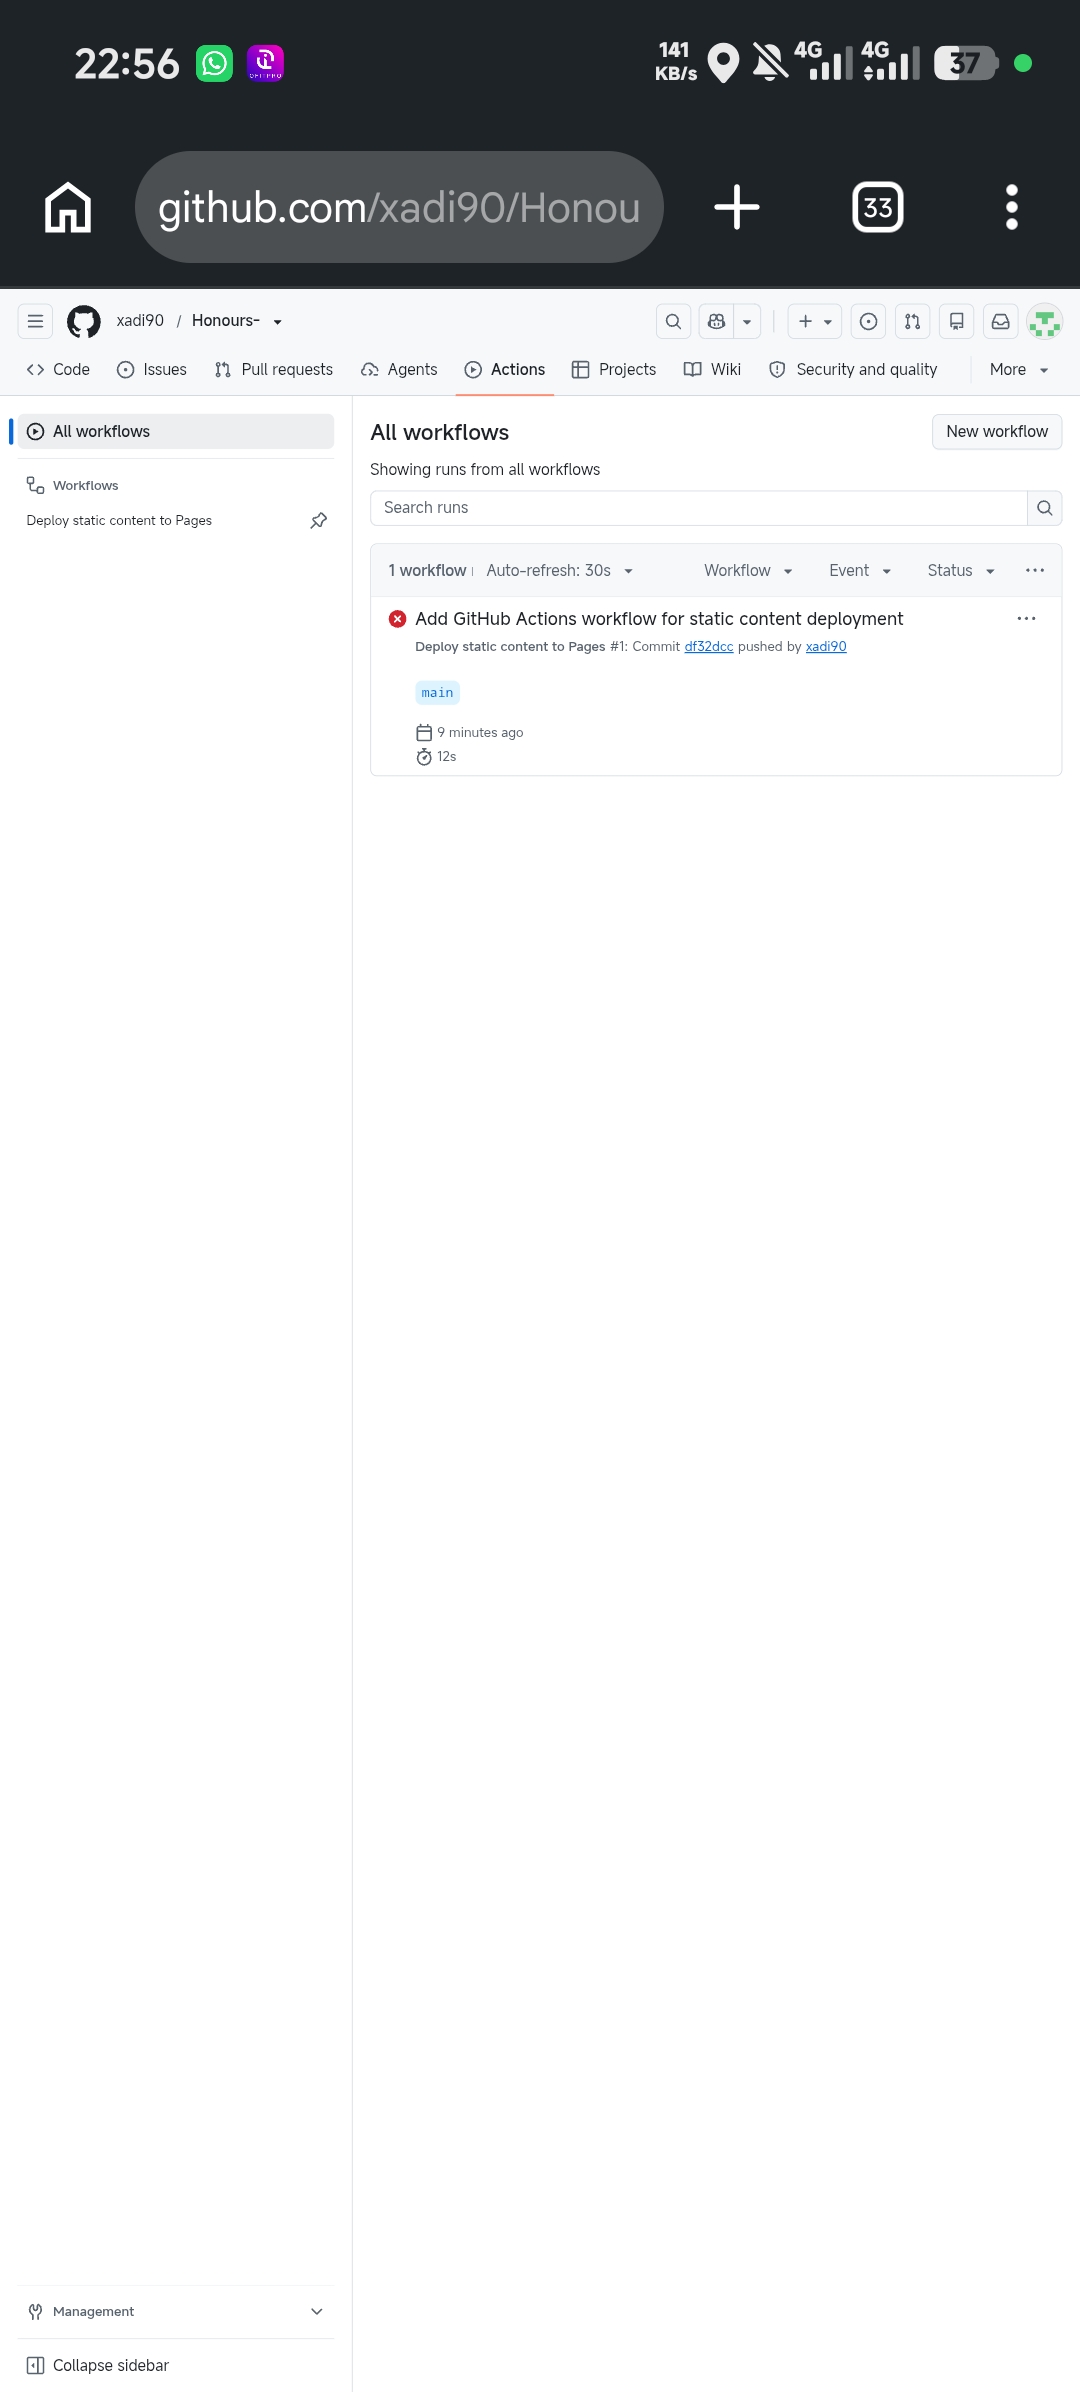 22:56
141 KB/s 4G 4G 37
github.com/xadi90/Honou
33
xadi90 / Honours-
Code Issues Pull requests Agents Actions Projects Wiki Security and quality More
All workflows
Workflows
Deploy static content to Pages
All workflows
New workflow
Showing runs from all workflows
Search runs
1 workflow Auto-refresh: 30s Workflow Event Status
Add GitHub Actions workflow for static content deployment
Deploy static content to Pages #1: Commit df32dcc pushed by xadi90
main
9 minutes ago
12s
Management
Collapse sidebar